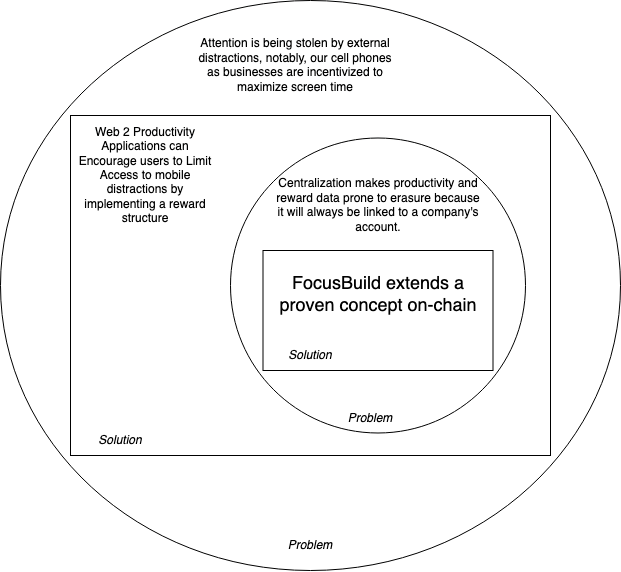 Attention is being stolen by external
distractions, notably, our cell phones
as businesses are incentivized to
maximize screen time
Web 2 Productivity
Applications can
Encourage users to Limit
Access to mobile
distractions by
implementing a reward
structure
Centralization makes productivity and
reward data prone to erasure because
it will always be linked to a company's
account.
FocusBuild extends a
proven concept on-chain
Solution
Problem
Solution
Problem